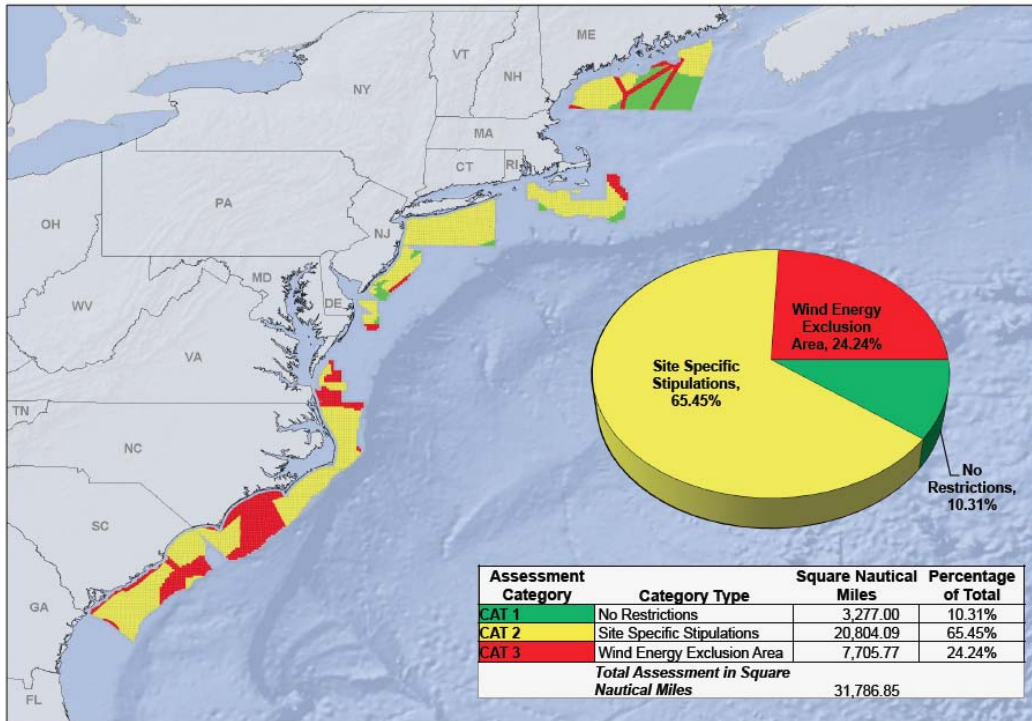 ME
VT
NH
NY
MA
CT
RI
PA
NJ
OH
MD
DE
WV
VA
TN
NC
SC
GA
FL
Wind Energy
Exclusion
Area, 24.24%
Site Specific
Stipulations,
65.45%
No
Restrictions,
10.31%
Assessment Category Category Type Square Nautical Miles Percentage of Total
CAT 1 No Restrictions 3,277.00 10.31%
CAT 2 Site Specific Stipulations 20,804.09 65.45%
CAT 3 Wind Energy Exclusion Area 7,705.77 24.24%
Total Assessment in Square
Nautical Miles 31,786.85